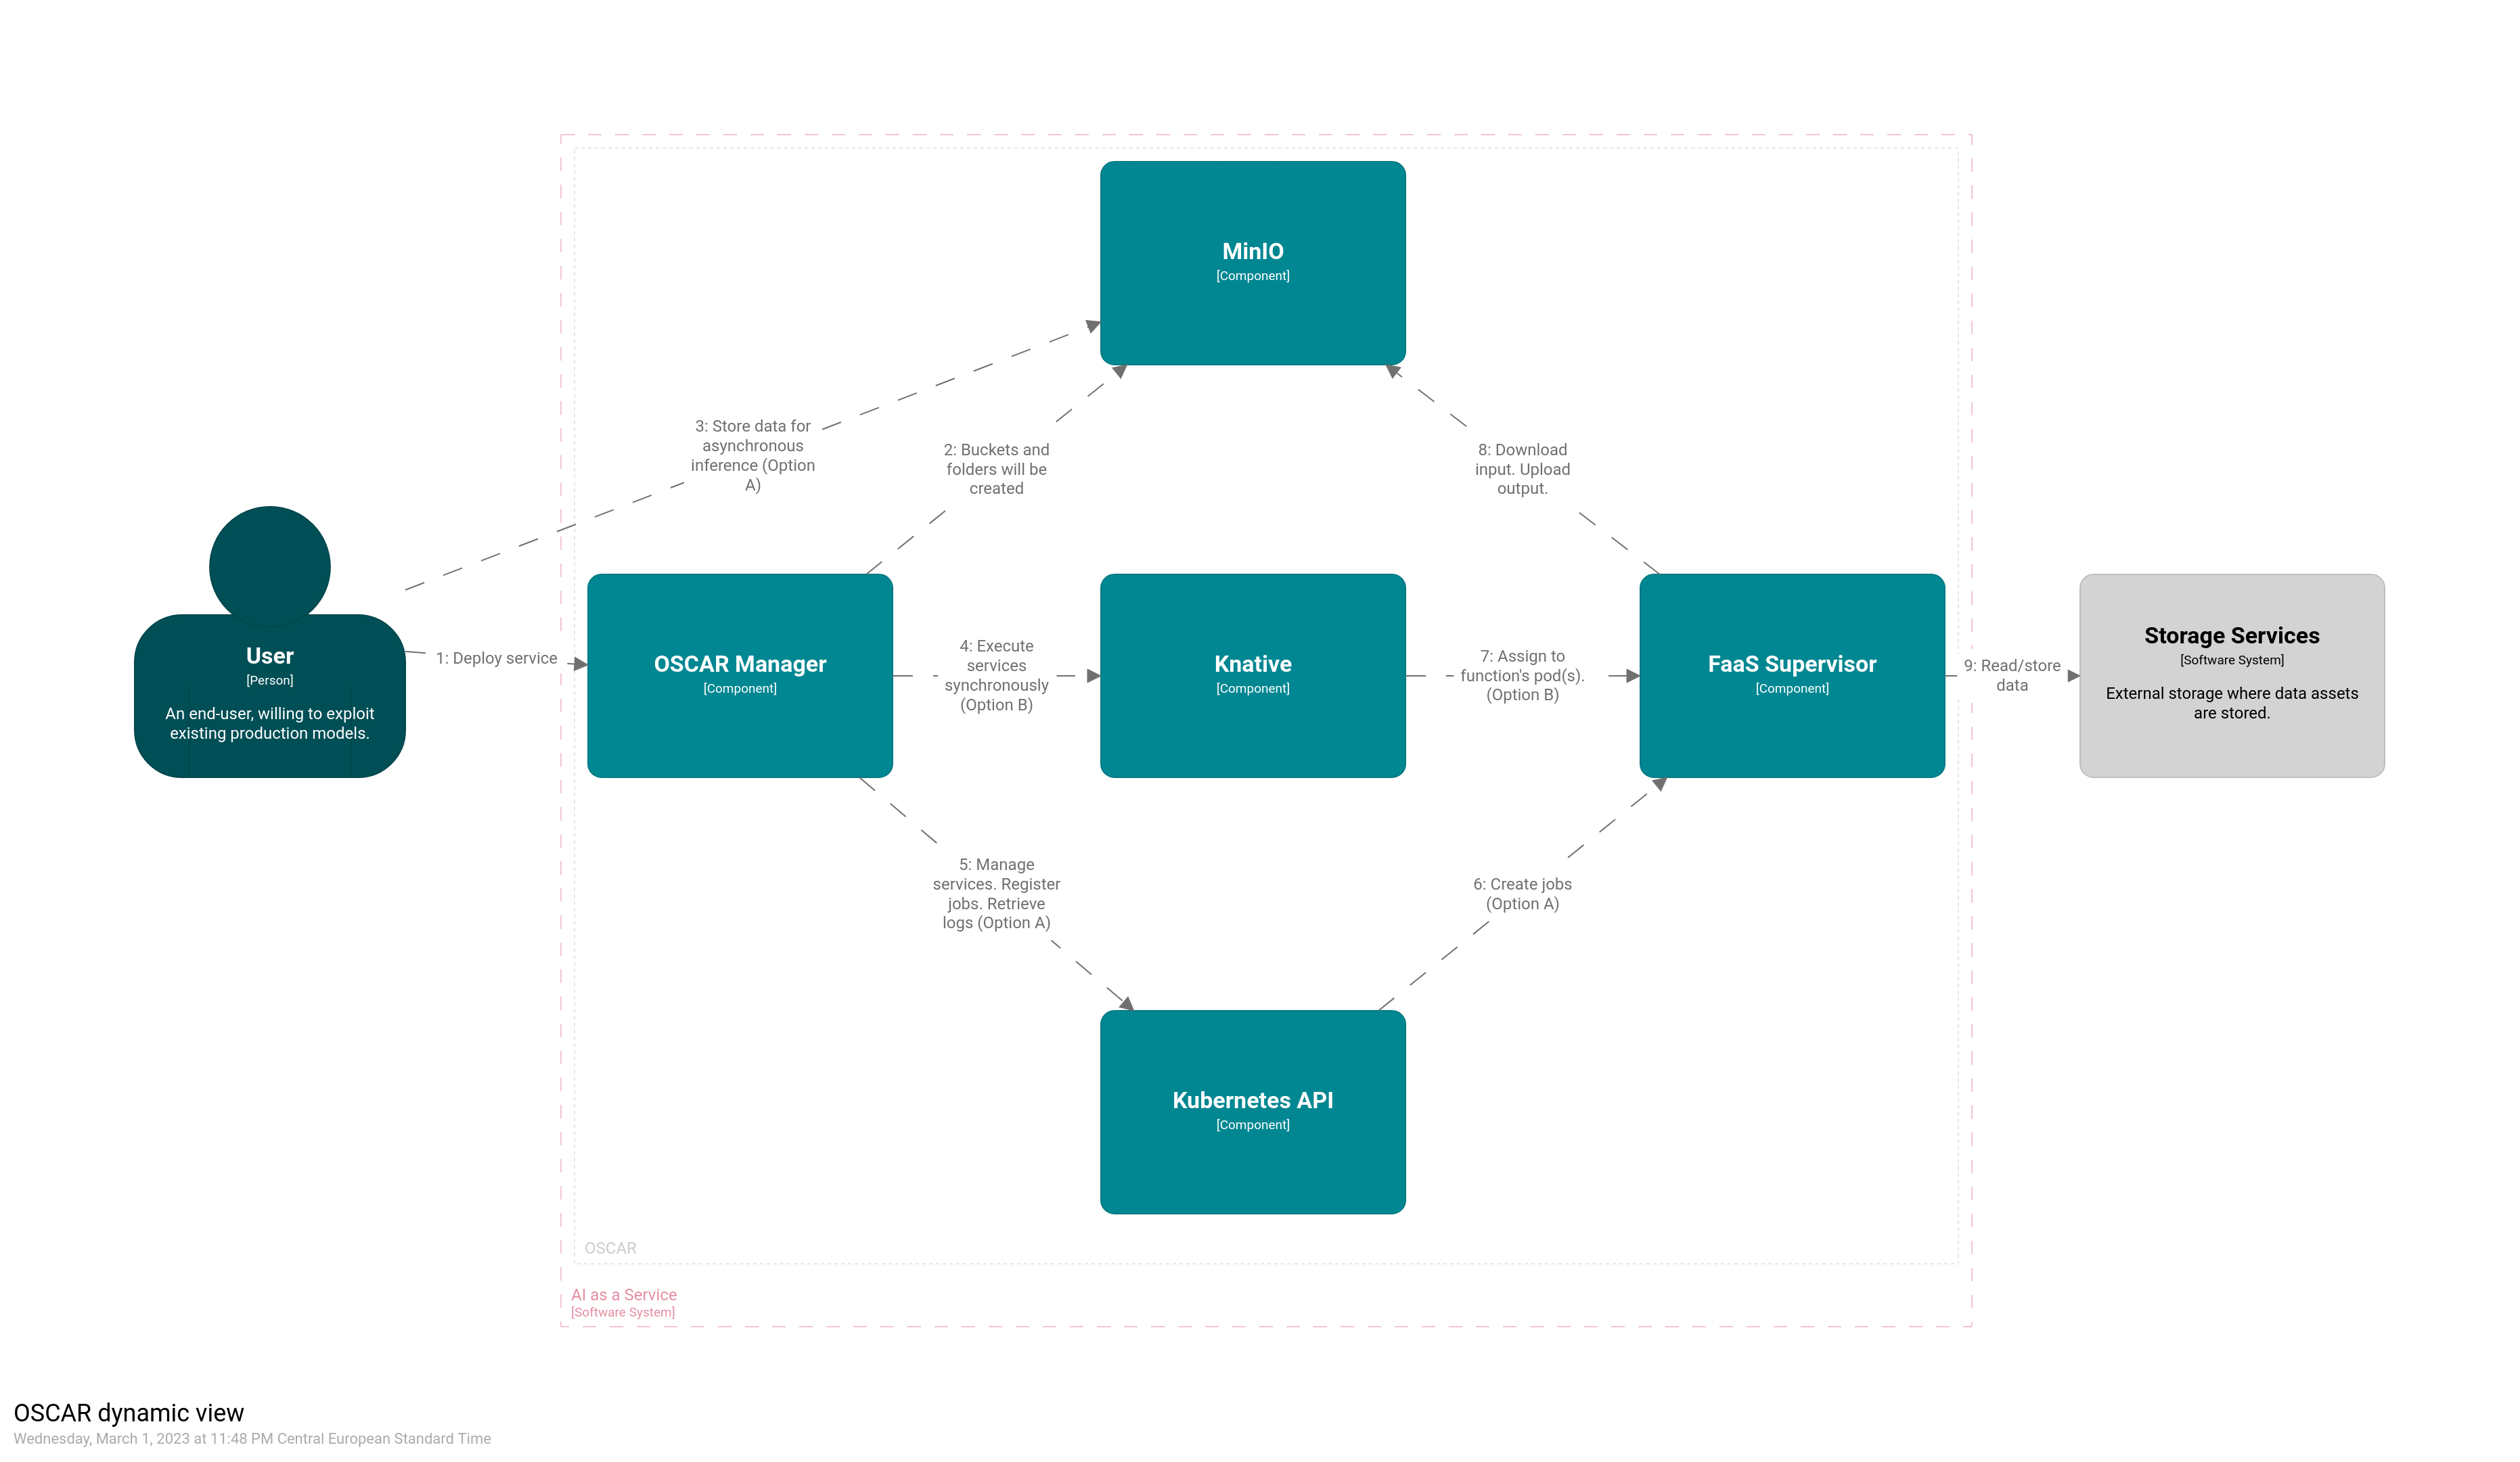 MinIO
[Component]
3: Store data for
asynchronous
inference (Option
A)
2: Buckets and
folders will be
created
8: Download
input. Upload
output.
User
[Person]
An end-user, willing to exploit
existing production models.
1: Deploy service
OSCAR Manager
[Component]
4: Execute
services
synchronously
(Option B)
Knative
[Component]
7: Assign to
function's pod(s).
(Option B)
FaaS Supervisor
[Component]
9: Read/store
data
Storage Services
[Software System]
External storage where data assets
are stored.
5: Manage
services. Register
jobs. Retrieve
logs (Option A)
6: Create jobs
(Option A)
Kubernetes API
[Component]
OSCAR
AI as a Service
[Software System]
OSCAR dynamic view
Wednesday, March 1, 2023 at 11:48 PM Central European Standard Time